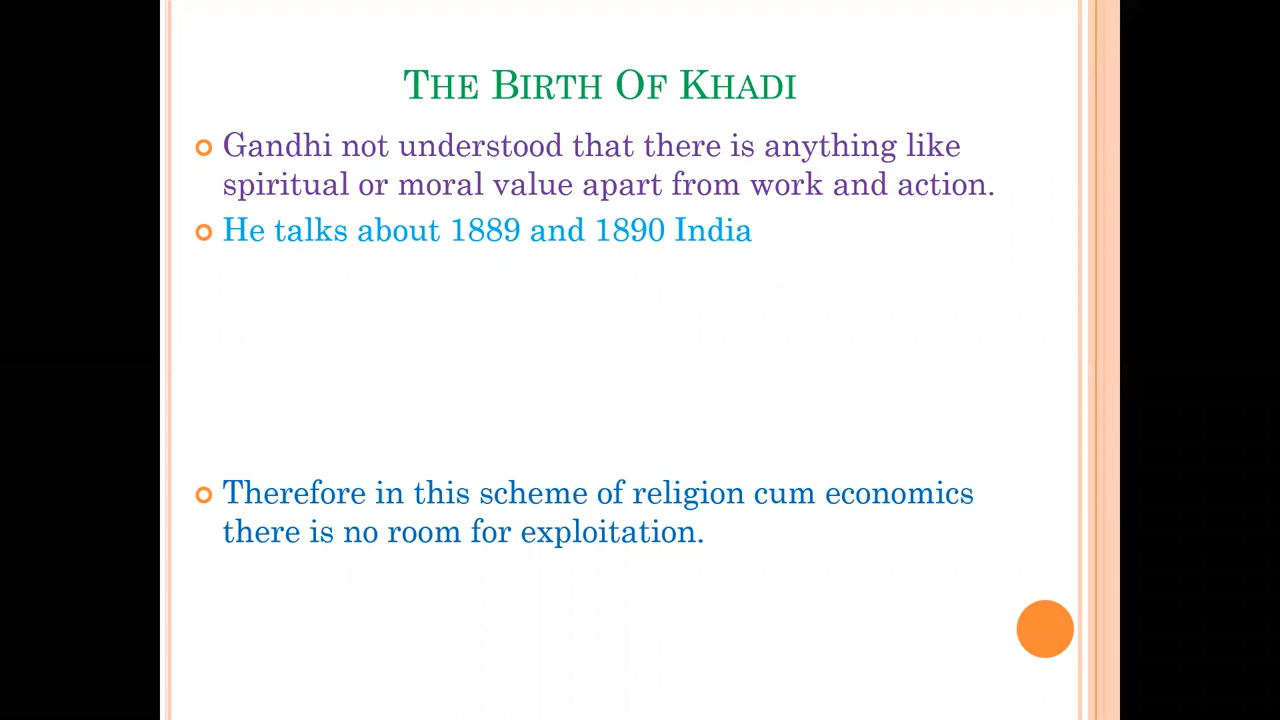 The Birth Of Khadi
Gandhi not understood that there is anything like
spiritual or moral value apart from work and action.
He talks about 1889 and 1890 India
Therefore in this scheme of religion cum economics
there is no room for exploitation.